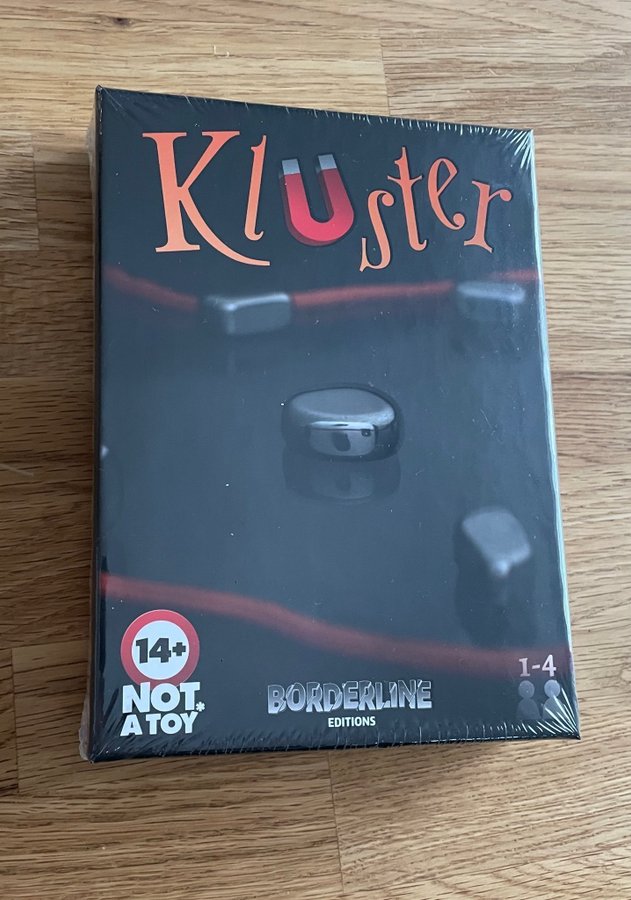 Kluster
14+
NOT*
A TOY
BORDERLINE
EDITIONS
1-4